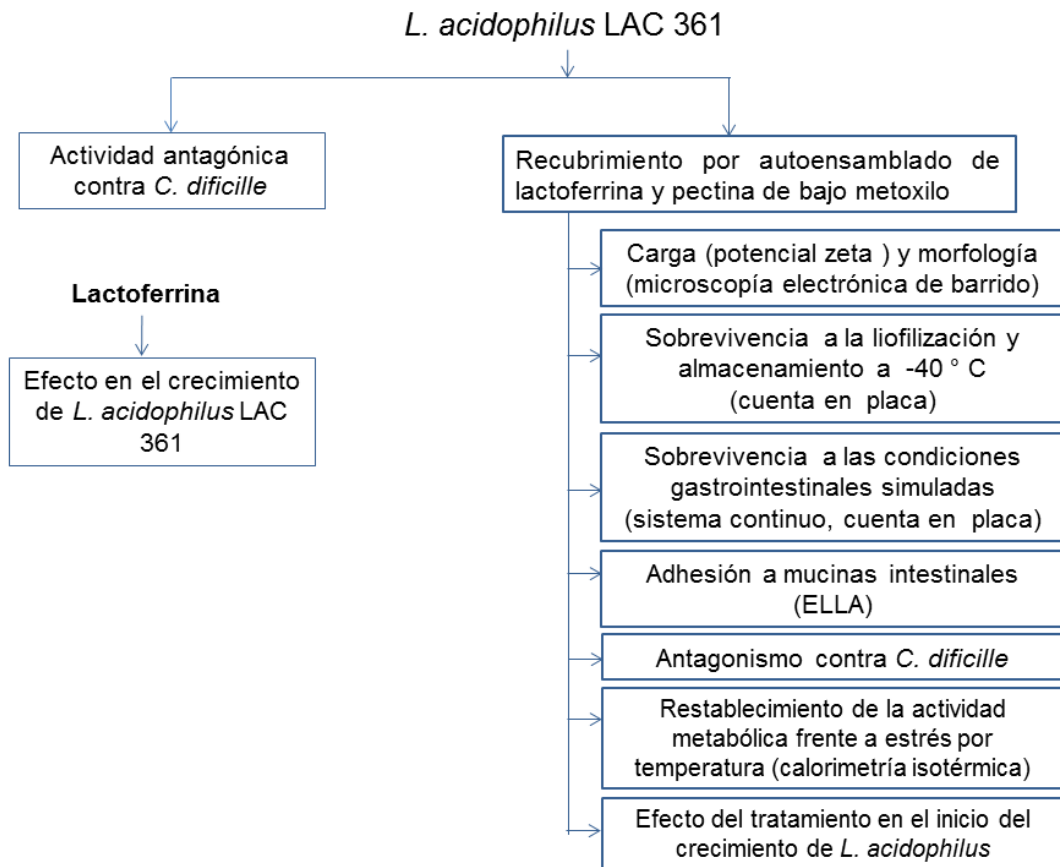 L. acidophilus LAC 361
Actividad antagónica
contra C. dificille
Lactoferrina
Efecto en el crecimiento
de L. acidophilus LAC
361
Recubrimiento por autoensamblado de
lactoferrina y pectina de bajo metoxilo
Carga (potencial zeta ) y morfología
(microscopía electrónica de barrido)
Sobrevivencia a la liofilización y
almacenamiento a -40 ° C
(cuenta en placa)
Sobrevivencia a las condiciones
gastrointestinales simuladas
(sistema continuo, cuenta en placa)
Adhesión a mucinas intestinales
(ELLA)
Antagonismo contra C. dificille
Restablecimiento de la actividad
metabólica frente a estrés por
temperatura (calorimetría isotérmica)
Efecto del tratamiento en el inicio del
crecimiento de L. acidophilus